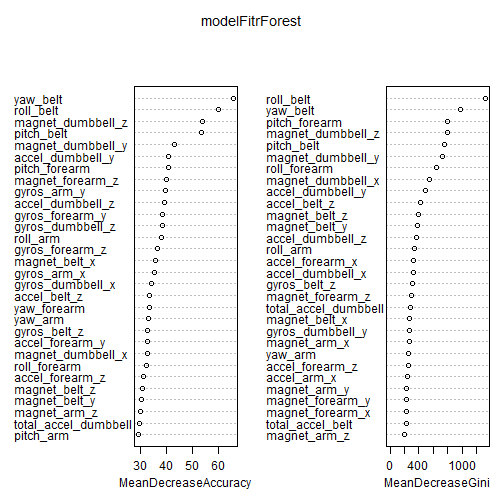 modelFitrForest
yaw_belt
roll_belt
magnet_dumbbell_z
pitch_belt
magnet_dumbbell_y
accel_dumbbell_y
pitch_forearm
magnet_forearm_z
gyros_arm_y
accel_dumbbell_z
gyros_forearm_y
gyros_dumbbell_z
roll_arm
gyros_forearm_z
magnet_belt_x
gyros_arm_x
gyros_dumbbell_x
accel_belt_z
yaw_forearm
yaw_arm
gyros_belt_z
accel_forearm_y
magnet_dumbbell_x
roll_forearm
accel_forearm_z
magnet_belt_z
magnet_belt_y
magnet_arm_z
total_accel_dumbbell
pitch_arm
30 40 50 60
MeanDecreaseAccuracy
roll_belt
yaw_belt
pitch_forearm
magnet_dumbbell_z
pitch_belt
magnet_dumbbell_y
roll_forearm
magnet_dumbbell_x
accel_dumbbell_y
accel_belt_z
magnet_belt_z
magnet_belt_y
accel_dumbbell_z
roll_arm
accel_forearm_x
accel_dumbbell_x
gyros_belt_z
magnet_forearm_z
total_accel_dumbbell
magnet_belt_x
gyros_dumbbell_y
magnet_arm_x
yaw_arm
accel_forearm_z
accel_arm_x
magnet_arm_y
magnet_forearm_y
magnet_forearm_x
total_accel_belt
magnet_arm_z
0 400 1000
MeanDecreaseGini